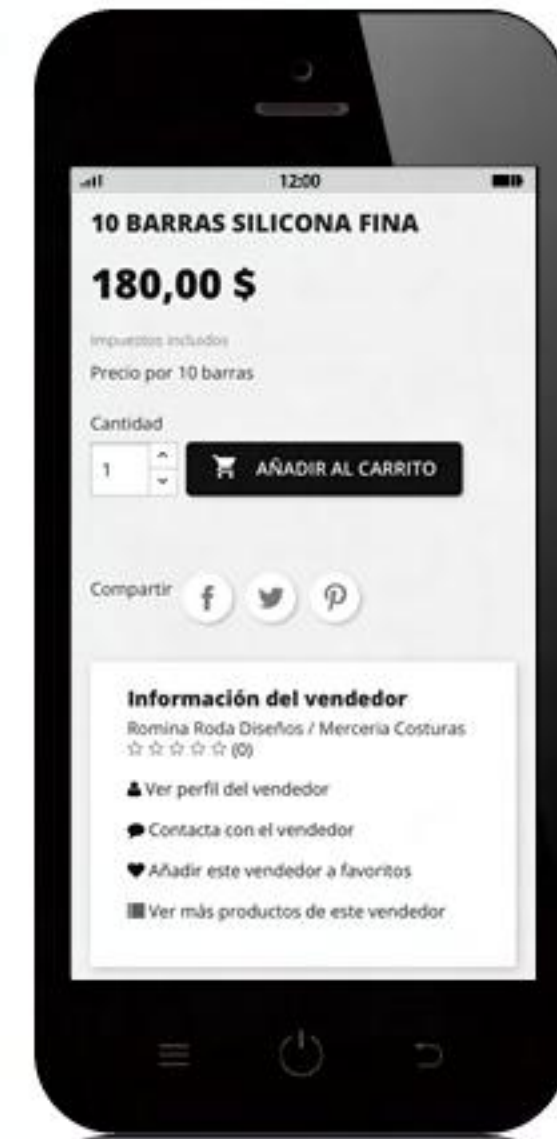 12:00
10 BARRAS SILICONA FINA
180,00 $
Impuestos incluidos
Precio por 10 barras
Cantidad
1
AÑADIR AL CARRITO
Compartir
Información del vendedor
Romina Roda Diseños / Merceria Costuras
(0)
Ver perfil del vendedor
Contacta con el vendedor
Añadir este vendedor a favoritos
Ver más productos de este vendedor